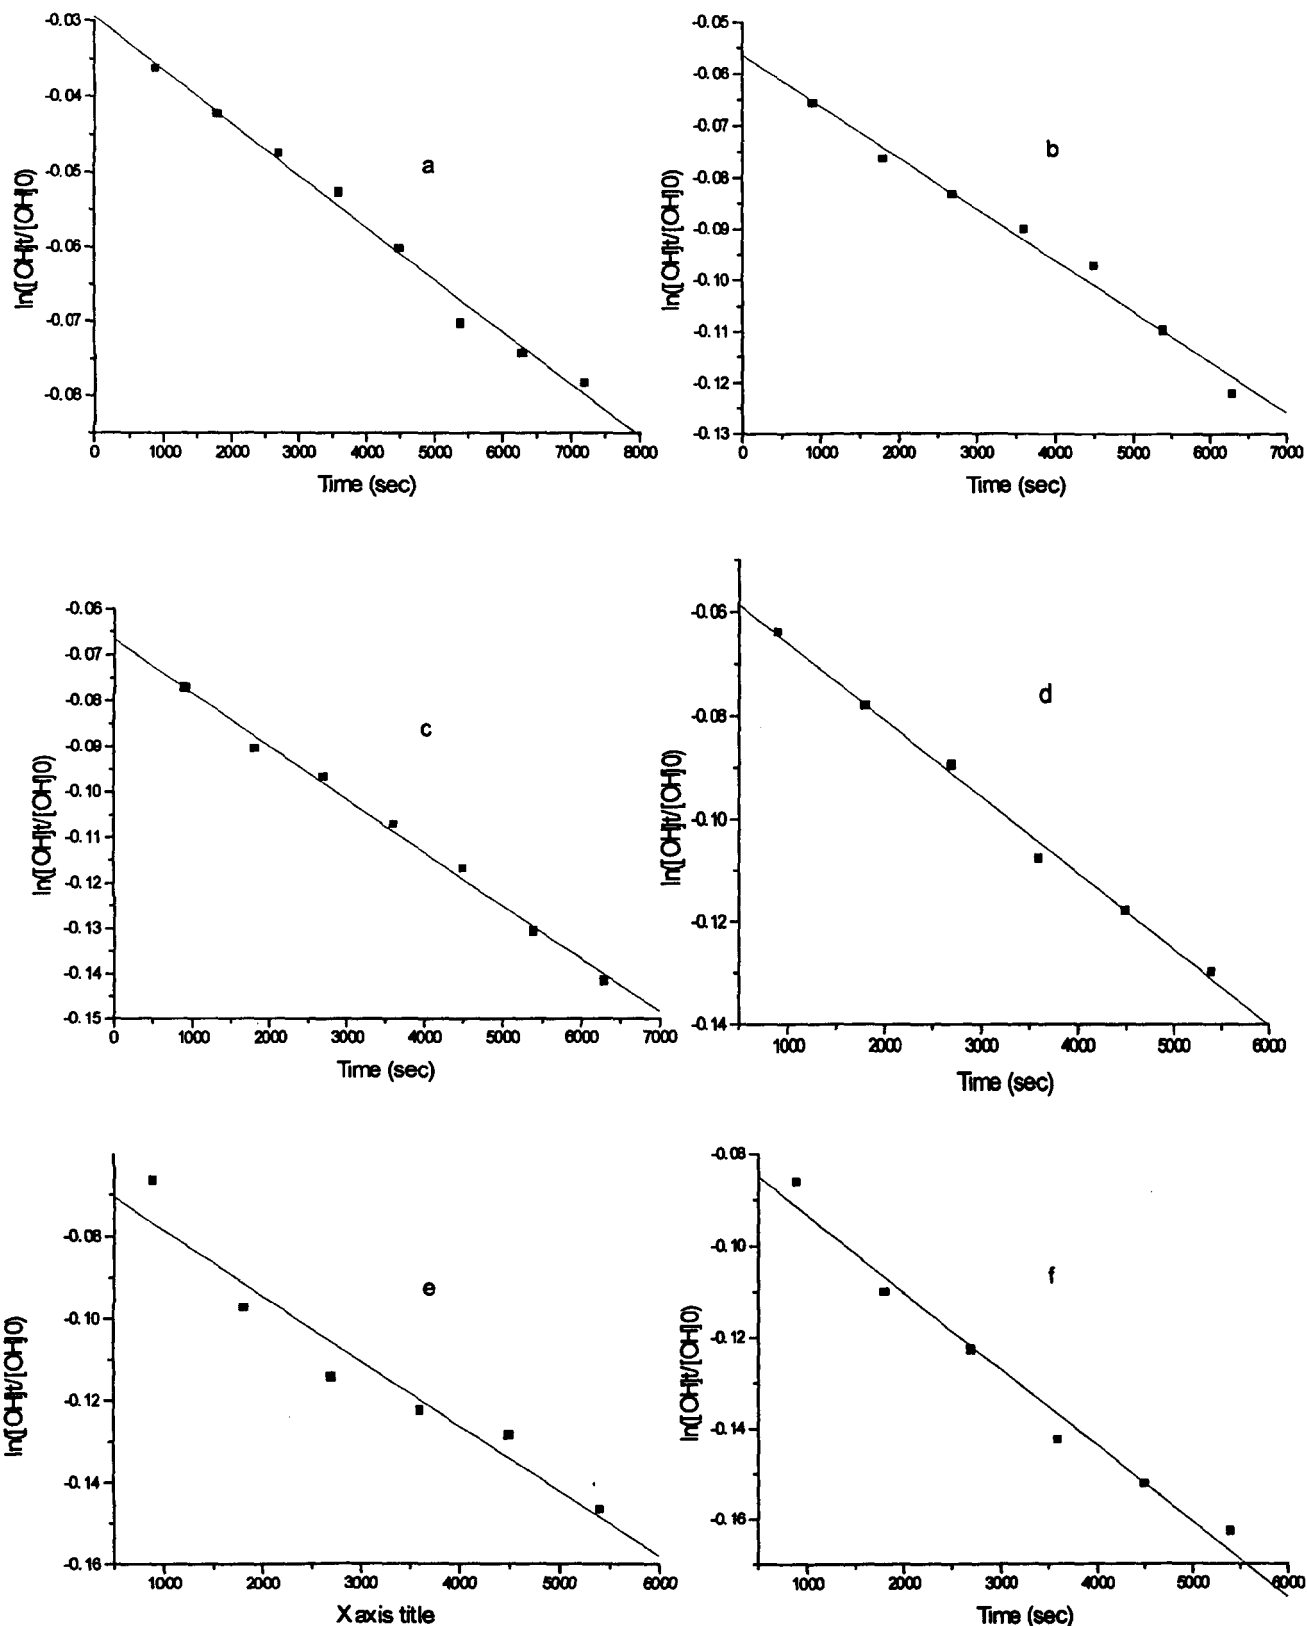 -0.03
-0.04
-0.05
-0.06
-0.07
-0.08
ln([OH]t/[OH]0)
a
0 1000 2000 3000 4000 5000 6000 7000 8000
Time (sec)
-0.05
-0.06
-0.07
-0.08
-0.09
-0.10
-0.11
-0.12
-0.13
ln([OH]t/[OH]0)
b
0 1000 2000 3000 4000 5000 6000 7000
Time (sec)
-0.06
-0.07
-0.08
-0.09
-0.10
-0.11
-0.12
-0.13
-0.14
-0.15
ln([OH]t/[OH]0)
c
0 1000 2000 3000 4000 5000 6000 7000
Time (sec)
-0.06
-0.08
-0.10
-0.12
-0.14
ln([OH]t/[OH]0)
d
1000 2000 3000 4000 5000 6000
Time (sec)
-0.08
-0.10
-0.12
-0.14
-0.16
ln([OH]t/[OH]0)
e
1000 2000 3000 4000 5000 6000
X axis title
-0.08
-0.10
-0.12
-0.14
-0.16
ln([OH]t/[OH]0)
f
1000 2000 3000 4000 5000 6000
Time (sec)